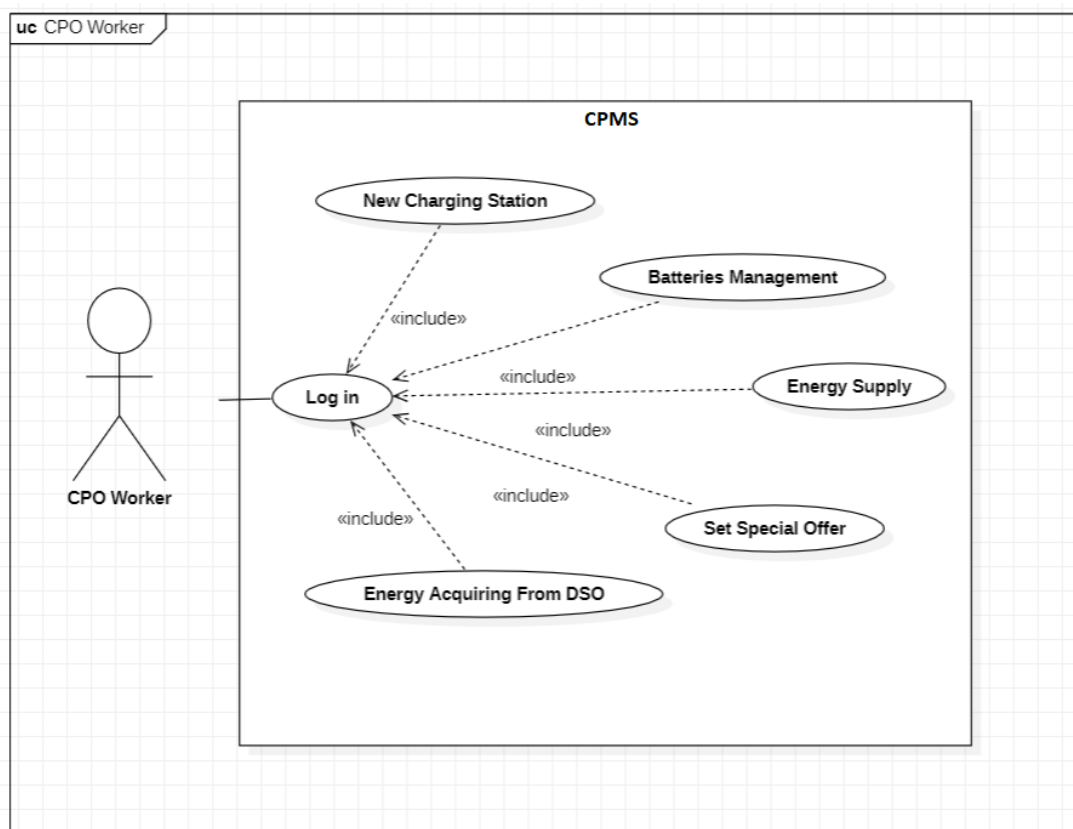 uc CPO Worker
CPMS
New Charging Station
Batteries Management
«include»
«include»
Energy Supply
Log in
«include»
«include»
CPO Worker
«include»
Set Special Offer
Energy Acquiring From DSO